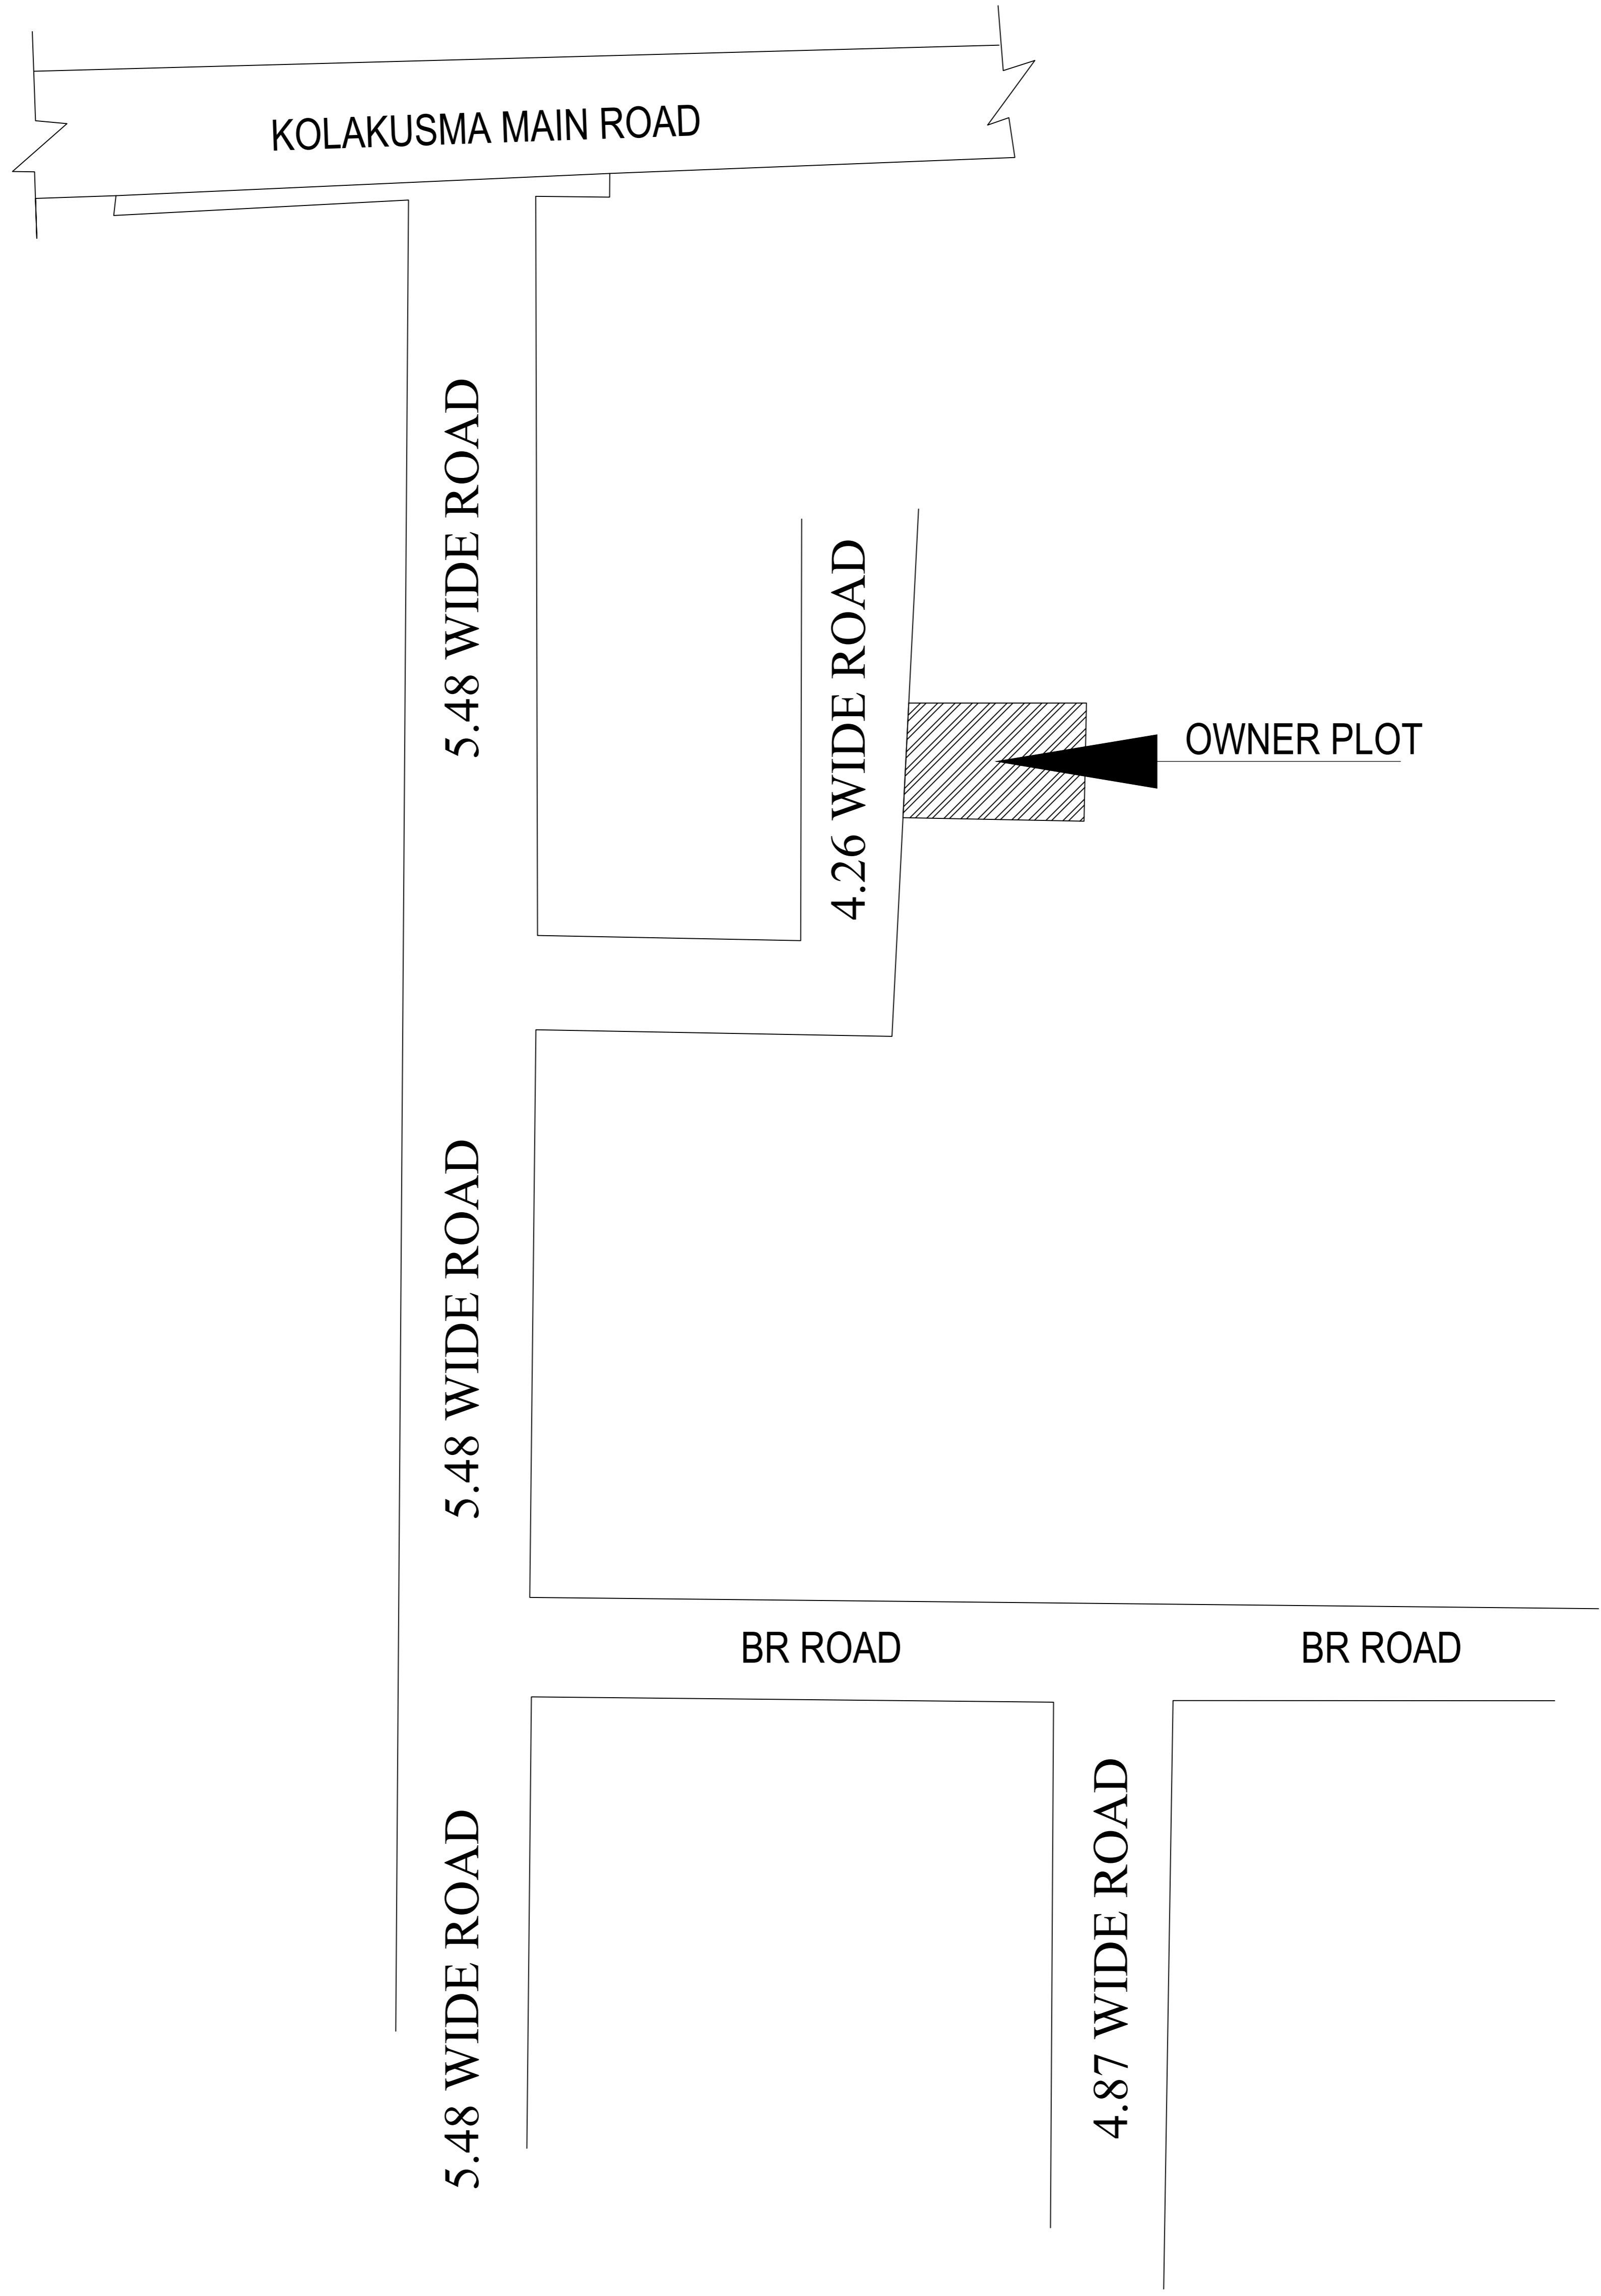 KOLAKUSMA MAIN ROAD
5.48 WIDE ROAD
4.26 WIDE ROAD
OWNER PLOT
5.48 WIDE ROAD
BR ROAD
BR ROAD
5.48 WIDE ROAD
4.87 WIDE ROAD